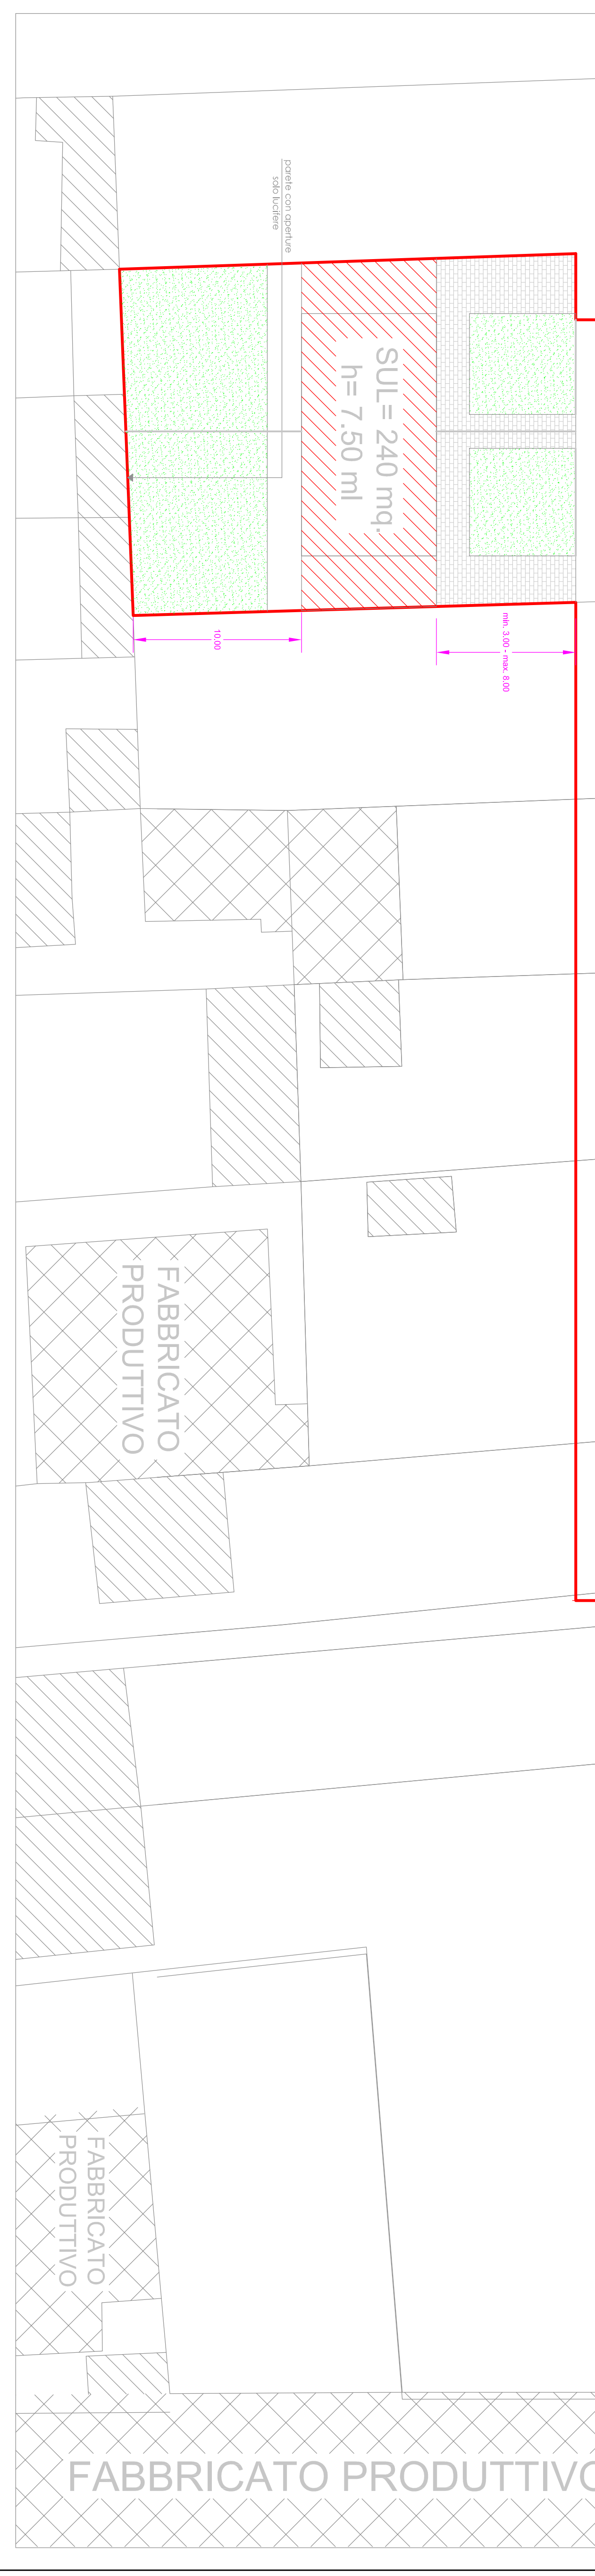 parete con aperture
solo lucifere
SUL= 240 mq.
h= 7.50 ml
10.00
min. 3.00 - max. 8.00
FABBRICATO
PRODUTTIVO
FABBRICATO
PRODUTTIVO
FABBRICATO PRODUTTIVO